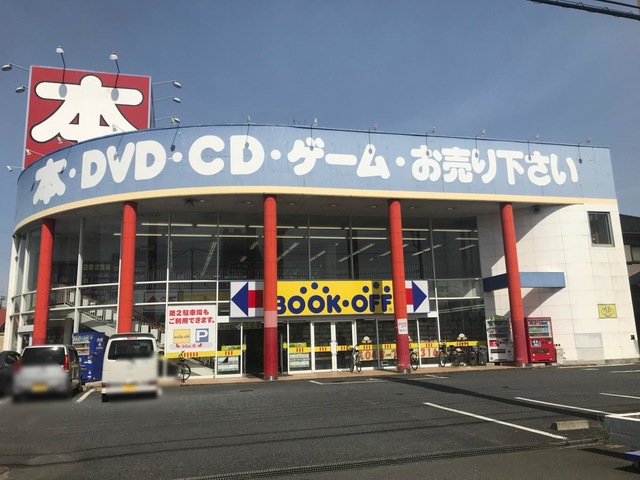 本
本・DVD・CD・ゲーム・お売り下さい
BOOK・OFF
第2駐車場も
ご利用できます。
P